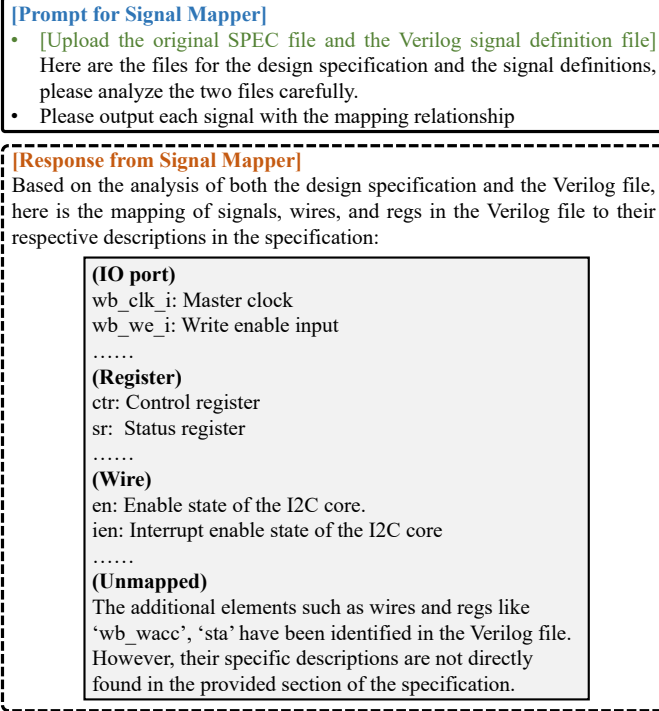 [Prompt for Signal Mapper]
• [Upload the original SPEC file and the Verilog signal definition file]
Here are the files for the design specification and the signal definitions,
please analyze the two files carefully.
• Please output each signal with the mapping relationship
[Response from Signal Mapper]
Based on the analysis of both the design specification and the Verilog file,
here is the mapping of signals, wires, and regs in the Verilog file to their
respective descriptions in the specification:
(IO port)
wb_clk_i: Master clock
wb_we_i: Write enable input
……
(Register)
ctr: Control register
sr: Status register
……
(Wire)
en: Enable state of the I2C core.
ien: Interrupt enable state of the I2C core
……
(Unmapped)
The additional elements such as wires and regs like
‘wb_wacc’, ‘sta’ have been identified in the Verilog file.
However, their specific descriptions are not directly
found in the provided section of the specification.